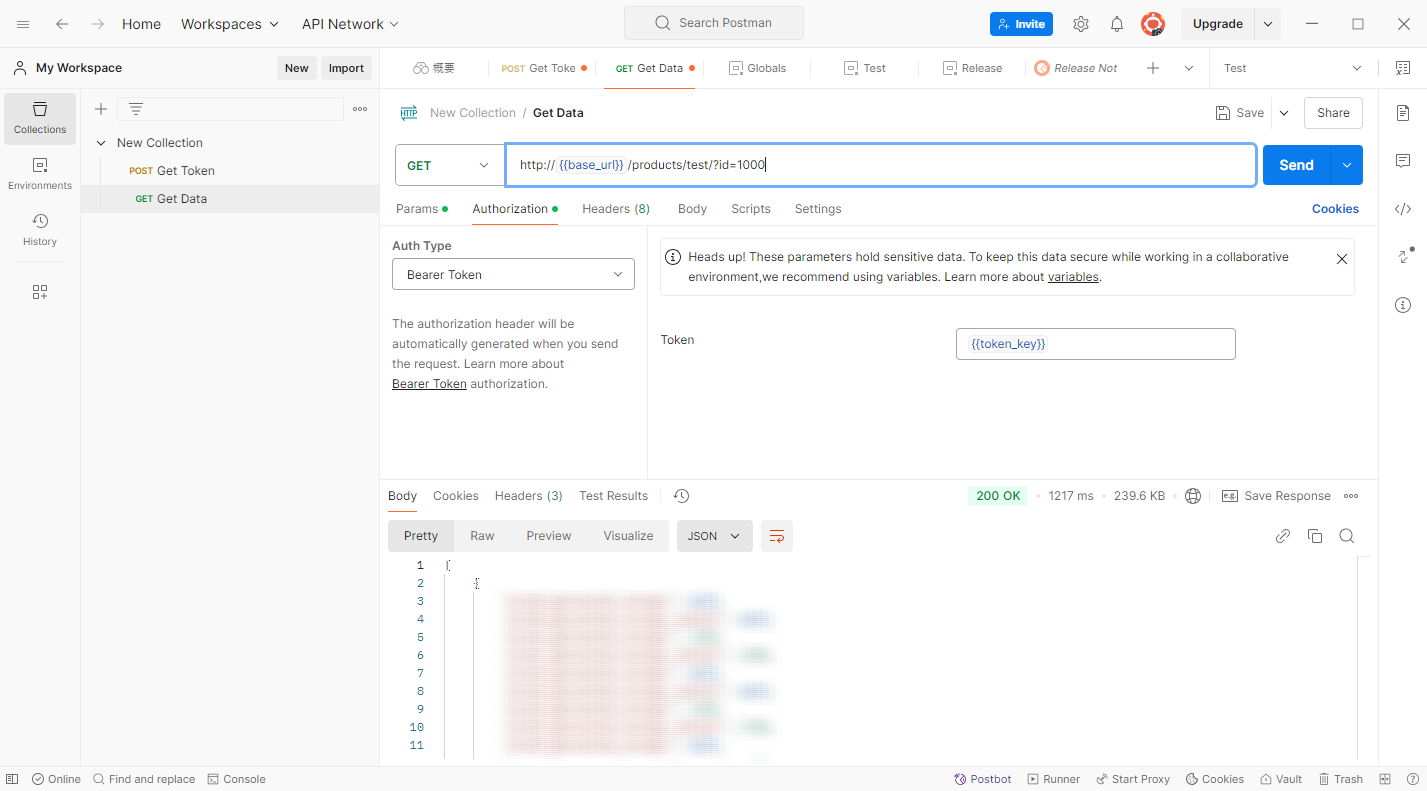 Home Workspaces API Network Search Postman Invite Upgrade
My Workspace New Import 概要 POST Get Toke GET Get Data Globals Test Release Release Not Test
Collections
Environments
History
New Collection
POST Get Token
GET Get Data
HTTP New Collection / Get Data Save Share
GET http:// {{base_url}} /products/test/?id=1000 Send
Params Authorization Headers (8) Body Scripts Settings Cookies
Auth Type
Bearer Token
The authorization header will be
automatically generated when you send
the request. Learn more about
Bearer Token authorization.
Heads up! These parameters hold sensitive data. To keep this data secure while working in a collaborative
environment,we recommend using variables. Learn more about variables.
Token {{token_key}}
Body Cookies Headers (3) Test Results 200 OK 1217 ms 239.6 KB e.g. Save Response
Pretty Raw Preview Visualize JSON
1 [
2 {
3
4
5
6
7
8
9
10
11
Online Find and replace Console Postbot Runner Start Proxy Cookies Vault Trash